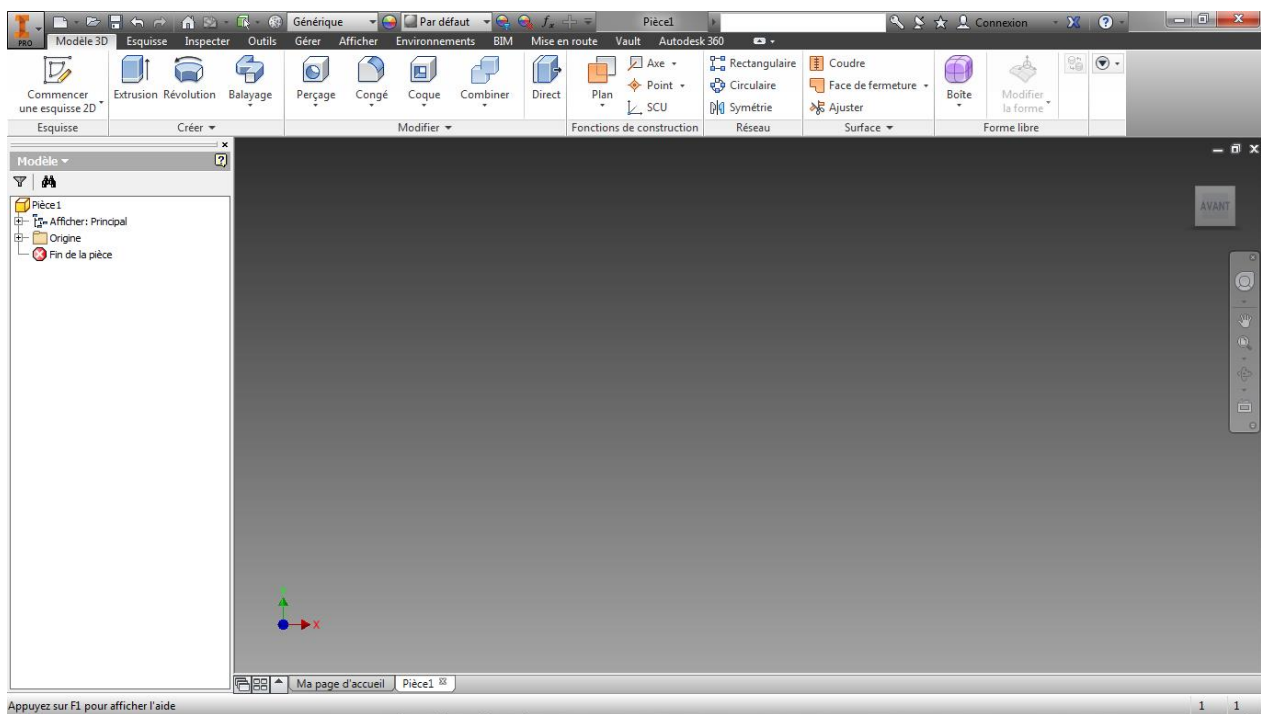 Générique Par défaut fx Pièce1 Connexion
PRO Modèle 3D Esquisse Inspecter Outils Gérer Afficher Environnements BIM Mise en route Vault Autodesk 360
Commencer une esquisse 2D
Extrusion Révolution Balayage
Perçage Congé Coque Combiner Direct
Plan
Axe
Point
SCU
Rectangulaire
Circulaire
Symétrie
Coudre
Face de fermeture
Ajuster
Boîte
Modifier la forme
Esquisse Créer Modifier Fonctions de construction Réseau Surface Forme libre
Modèle
Pièce1
Afficher: Principal
Origine
Fin de la pièce
AVANT
X
Ma page d'accueil Pièce1
Appuyez sur F1 pour afficher l'aide 1 1